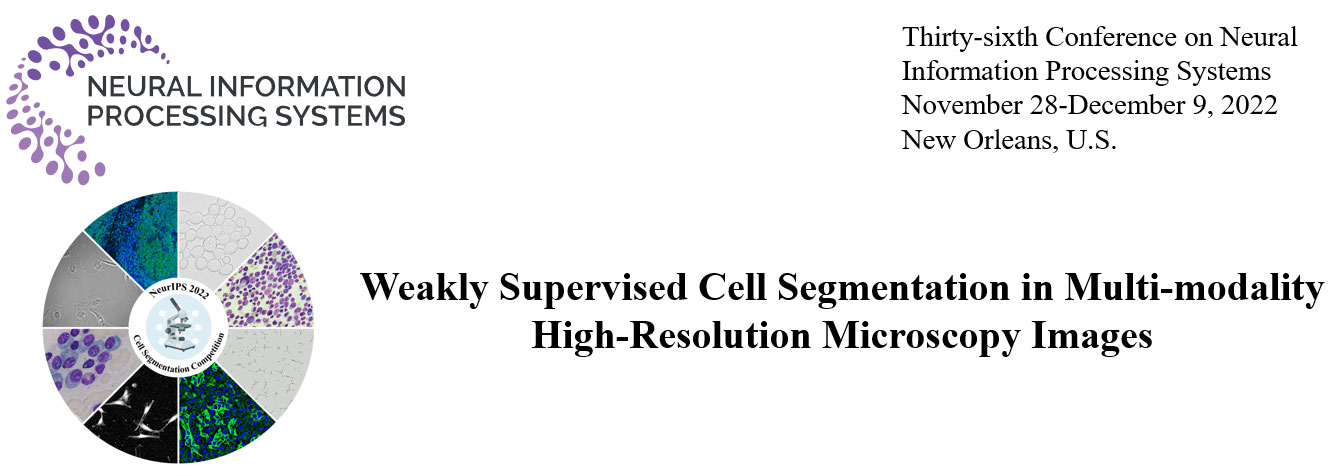 NEURAL INFORMATION
PROCESSING SYSTEMS
Thirty-sixth Conference on Neural
Information Processing Systems
November 28-December 9, 2022
New Orleans, U.S.
NeurIPS 2022
Cell Segmentation Competition
Weakly Supervised Cell Segmentation in Multi-modality
High-Resolution Microscopy Images